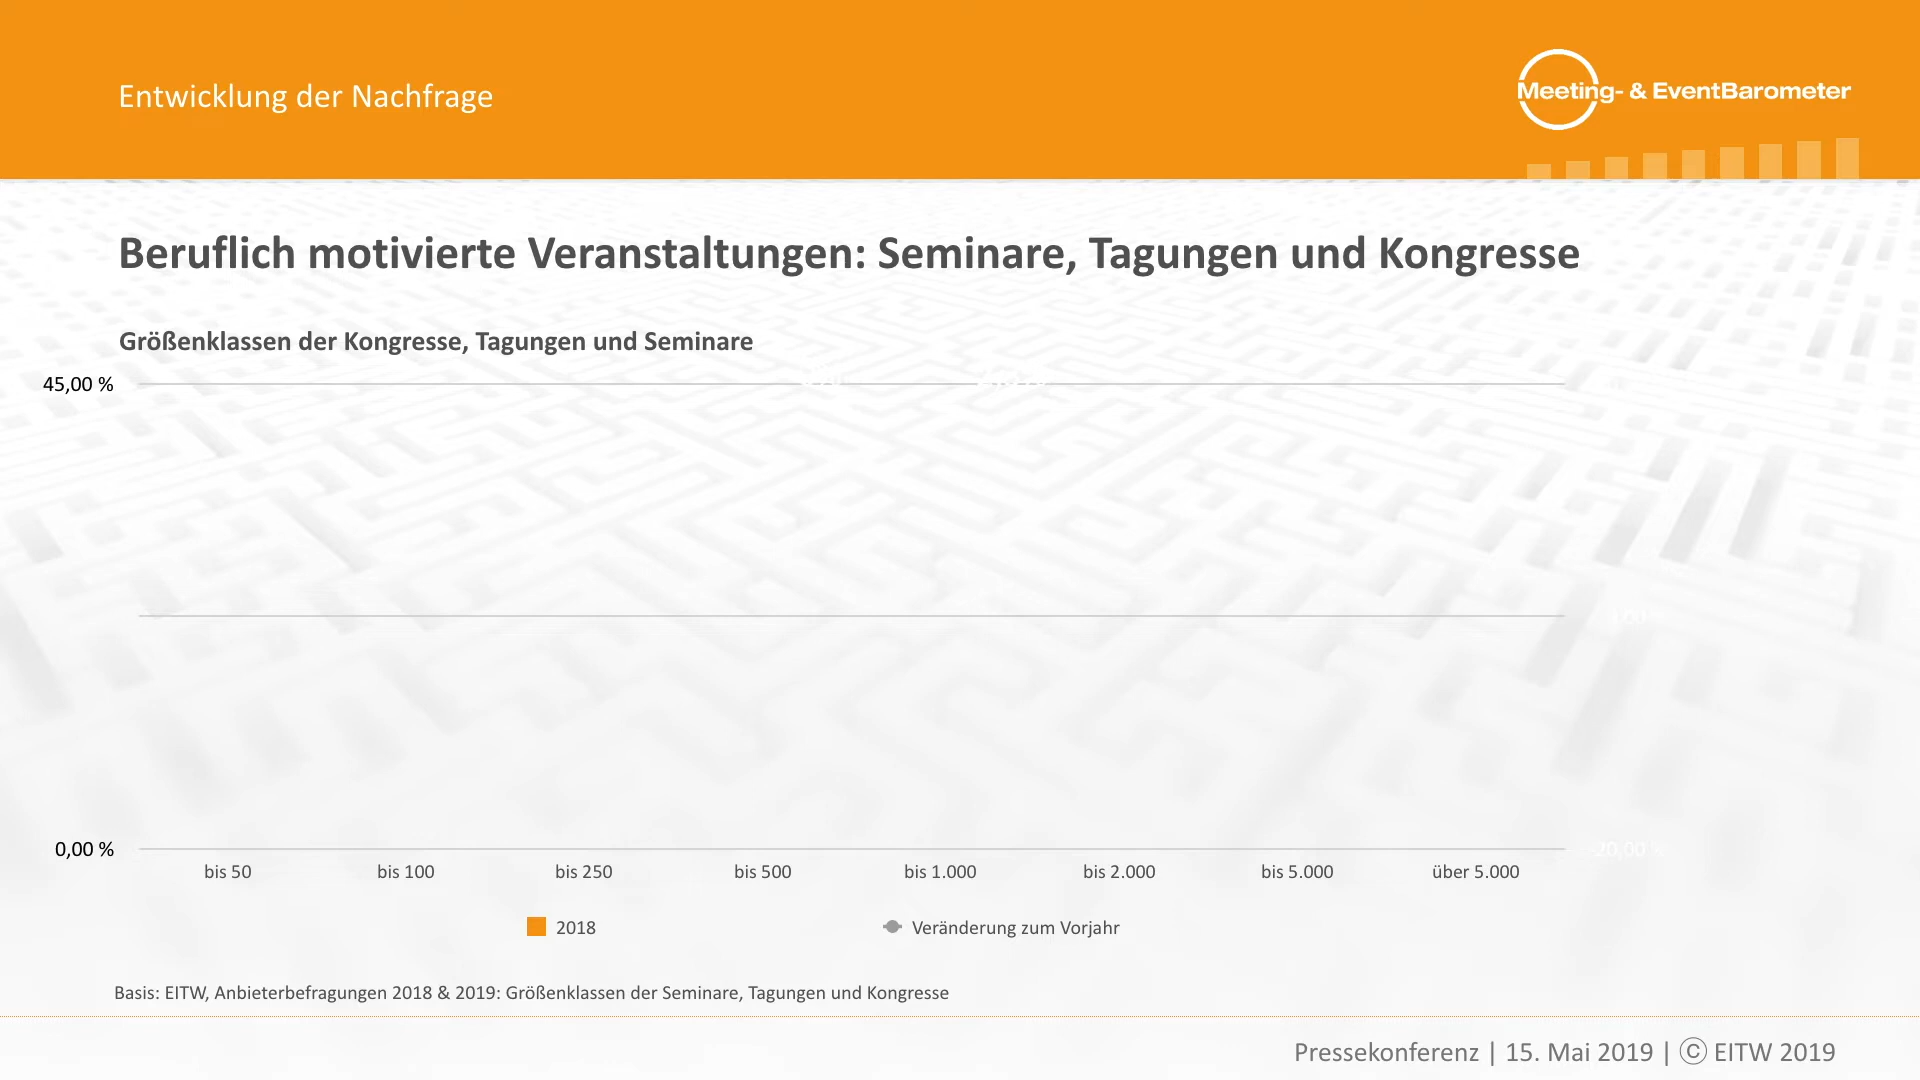 Entwicklung der Nachfrage
Meeting- & EventBarometer
Beruflich motivierte Veranstaltungen: Seminare, Tagungen und Kongresse
Größenklassen der Kongresse, Tagungen und Seminare
45,00 %
0,00 %
-20,00 %
bis 50
bis 100
bis 250
bis 500
bis 1.000
bis 2.000
bis 5.000
über 5.000
2018
Veränderung zum Vorjahr
Basis: EITW, Anbieterbefragungen 2018 & 2019: Größenklassen der Seminare, Tagungen und Kongresse
Pressekonferenz | 15. Mai 2019 | © EITW 2019